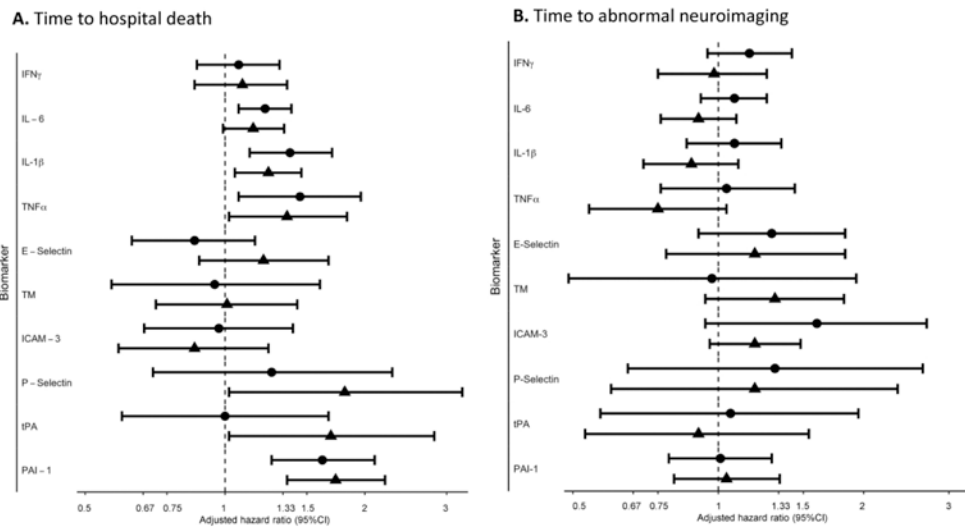 A. Time to hospital death
IFNγ
IL – 6
IL-1β
TNFα
E – Selectin
TM
ICAM – 3
P – Selectin
tPA
PAI – 1
Biomarker
0.5 0.67 0.75 1 1.33 1.5 2 3
Adjusted hazard ratio (95%CI)
B. Time to abnormal neuroimaging
IFNγ
IL-6
IL-1β
TNFα
E-Selectin
TM
ICAM-3
P-Selectin
tPA
PAI-1
Biomarker
0.5 0.67 0.75 1 1.33 1.5 2 3
Adjusted hazard ratio (95%CI)